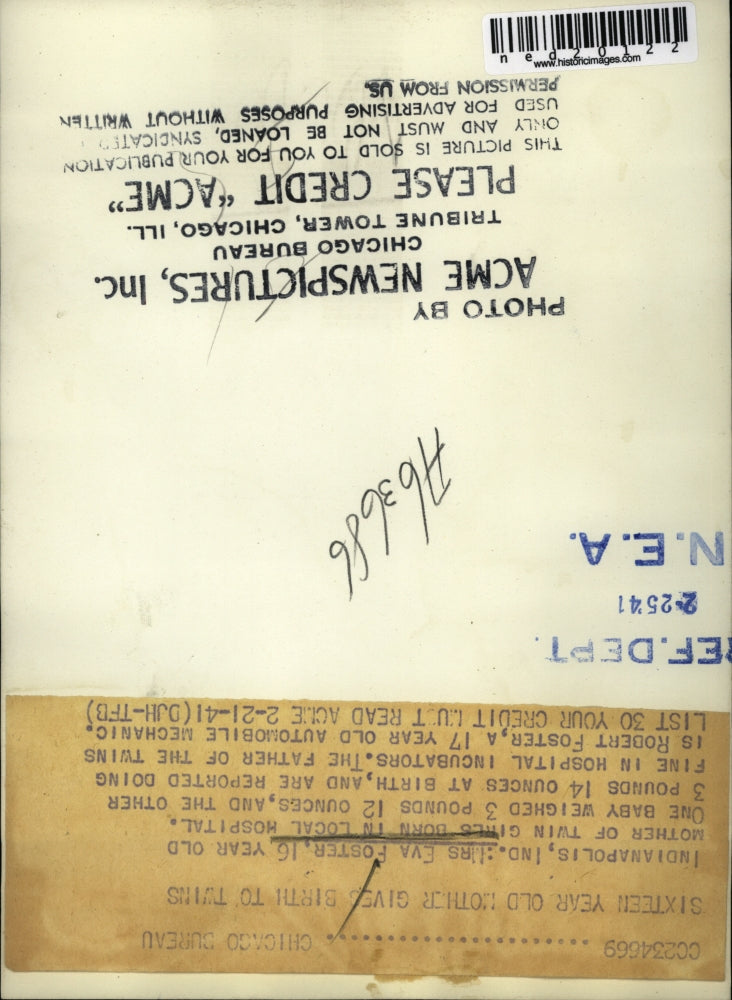 ned20122
www.historicimages.com
CC234669 .................... CHICAGO BUREAU
SIXTEEN YEAR OLD MOTHER GIVES BIRTH TO TWINS
INDIANAPOLIS, IND.: MRS EVA FOSTER, 16 YEAR OLD
MOTHER OF TWIN GIRLS BORN IN LOCAL HOSPITAL.
ONE BABY WEIGHED 3 POUNDS 12 OUNCES, AND THE OTHER
3 POUNDS 14 OUNCES AT BIRTH, AND ARE REPORTED DOING
FINE IN HOSPITAL INCUBATORS. THE FATHER OF THE TWINS
IS ROBERT FOSTER, A 17 YEAR OLD AUTOMOBILE MECHANIC.
LIST 30 YOUR CREDIT MUST READ ACME 2-21-41(DJH-TFB)
REF. DEPT.
2-25 41
N.E.A.
A63686
PHOTO BY
ACME NEWSPICTURES, Inc.
CHICAGO BUREAU
TRIBUNE TOWER, CHICAGO, ILL.
PLEASE CREDIT "ACME"
THIS PICTURE IS SOLD TO YOU FOR YOUR PUBLICATION
ONLY AND MUST NOT BE LOANED, SYNDICATED
USED FOR ADVERTISING PURPOSES WITHOUT WRITTEN
PERMISSION FROM US.